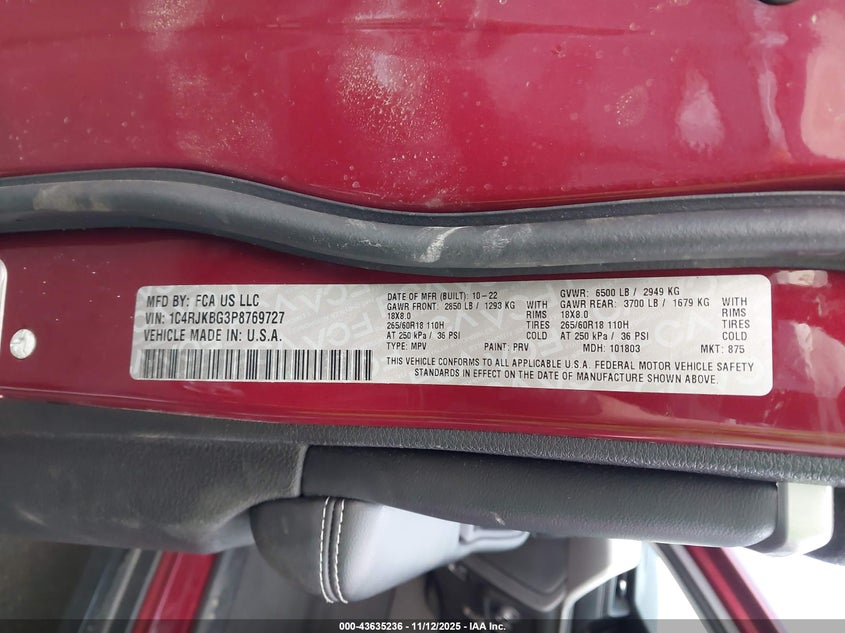 MFD BY: FCA US LLC
VIN: 1C4RJKBG3P8769727
VEHICLE MADE IN U.S.A.
DATE OF MFR (BUILT): 10-22 GVWR: 6500 LB / 2949 KG
GAWR FRONT: 2850 LB / 1293 KG WITH GAWR REAR: 3700 LB / 1679 KG WITH
18X8.0 RIMS 18X8.0 RIMS
265/60R18 110H TIRES 265/60R18 110H TIRES
AT 250 kPa / 36 PSI COLD AT 250 kPa / 36 PSI COLD
TYPE: MPV PAINT: PRV MDH: 101803 MKT: 875
THIS VEHICLE CONFORMS TO ALL APPLICABLE U.S.A. FEDERAL MOTOR VEHICLE SAFETY
STANDARDS IN EFFECT ON THE DATE OF MANUFACTURE SHOWN ABOVE.
000-43635236 - 11/12/2025 - IAAI.com